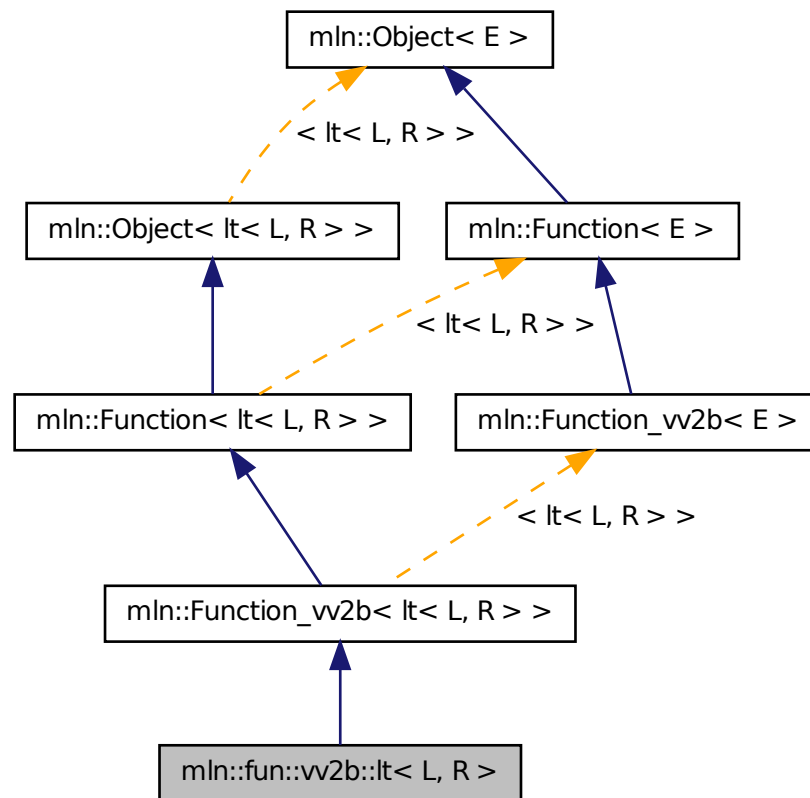 mln::Object< E >
< lt< L, R > >
mln::Object< lt< L, R > >
mln::Function< E >
< lt< L, R > >
mln::Function< lt< L, R > >
mln::Function_vv2b< E >
< lt< L, R > >
mln::Function_vv2b< lt< L, R > >
mln::fun::vv2b::lt< L, R >